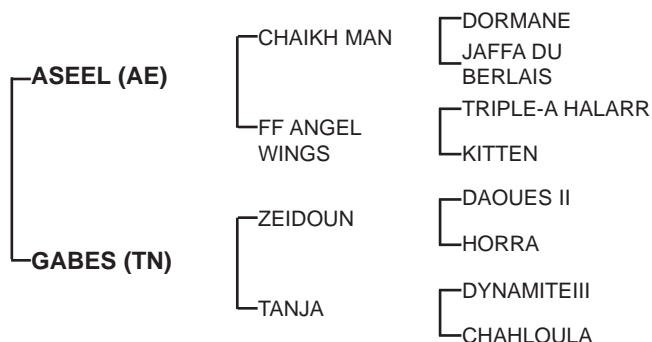 ASEEL (AE)
CHAIKH MAN
DORMANE
JAFFA DU
BERLAIS
FF ANGEL
WINGS
TRIPLE-A HALARR
KITTEN
GABES (TN)
ZEIDOUN
DAOUES II
HORRA
TANJA
DYNAMITEIII
CHAHLOULA